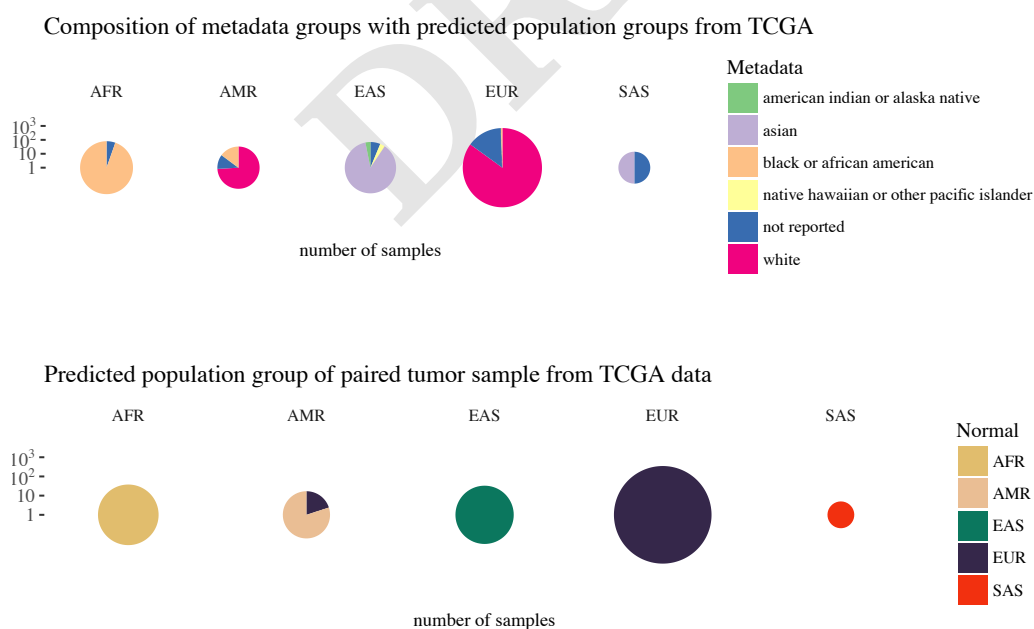 Composition of metadata groups with predicted population groups from TCGA
AFR AMR EAS EUR SAS
10³
10²
10
1
number of samples
Metadata
american indian or alaska native
asian
black or african american
native hawaiian or other pacific islander
not reported
white
Predicted population group of paired tumor sample from TCGA data
AFR AMR EAS EUR SAS
10³
10²
10
1
number of samples
Normal
AFR
AMR
EAS
EUR
SAS